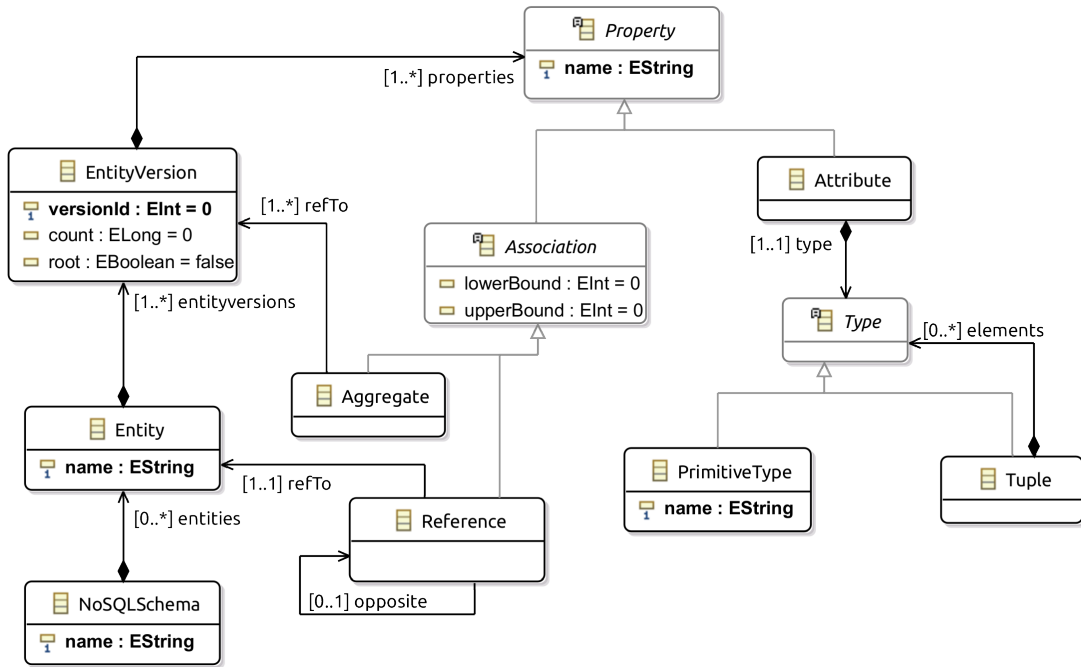 Property
name : EString
[1..*] properties
EntityVersion
versionId : EInt = 0
count : ELong = 0
root : EBoolean = false
[1..*] refTo
Attribute
[1..1] type
Association
lowerBound : EInt = 0
upperBound : EInt = 0
[1..*] entityversions
Type
[0..*] elements
Aggregate
Entity
name : EString
[1..1] refTo
PrimitiveType
name : EString
Tuple
[0..*] entities
Reference
[0..1] opposite
NoSQLSchema
name : EString